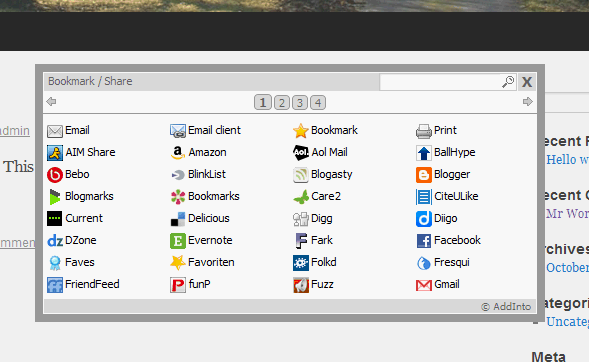 Bookmark / Share X
1 2 3 4
Email Email client Bookmark Print
AIM Share Amazon Aol Mail BallHype
Bebo BlinkList Blogasty Blogger
Blogmarks Bookmarks Care2 CiteULike
Current Delicious Digg Diigo
DZone Evernote Fark Facebook
Faves Favoriten Folkd Fresqui
FriendFeed funP Fuzz Gmail
© AddInto
admin
This
ommen
ecent
Hello w
ecent C
Mr Wor
rchives
October
ategori
Uncateg
Meta